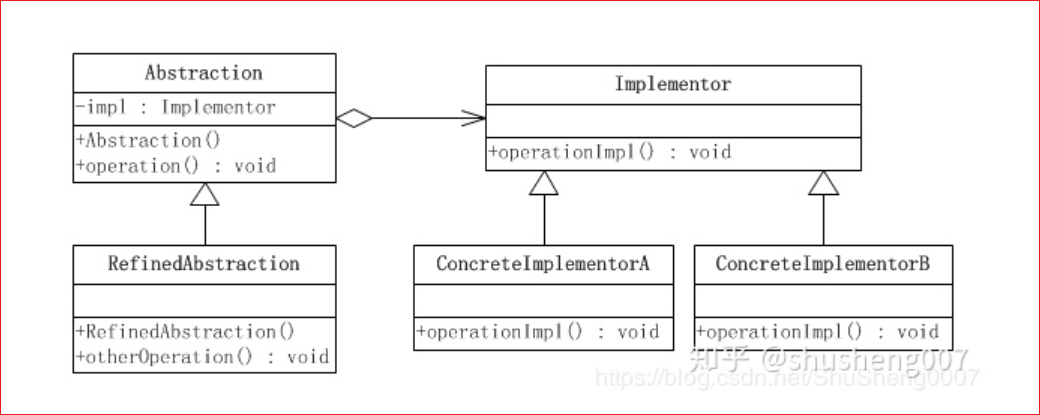 Abstraction
-impl : Implementor
+Abstraction()
+operation() : void
Implementor
+operationImpl() : void
RefinedAbstraction
+RefinedAbstraction()
+otherOperation() : void
ConcreteImplementorA
+operationImpl() : void
ConcreteImplementorB
+operationImpl() : void
知乎 @shusheng007
https://blog.csdn.net/ShuSheng0007